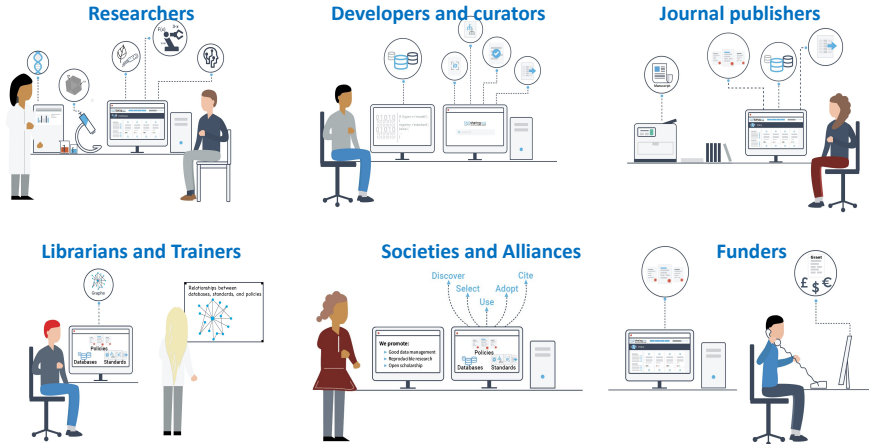 Researchers
Developers and curators
Journal publishers
F(x)
Manuscript
Librarians and Trainers
Societies and Alliances
Funders
Graphs
Relationships between
databases, standards, and policies
Policies
Databases
Standards
Discover
Cite
Select
Adopt
Use
We promote:
Good data management
Reproducible research
Open scholarship
Policies
Databases
Standards
Grant
£ $ €